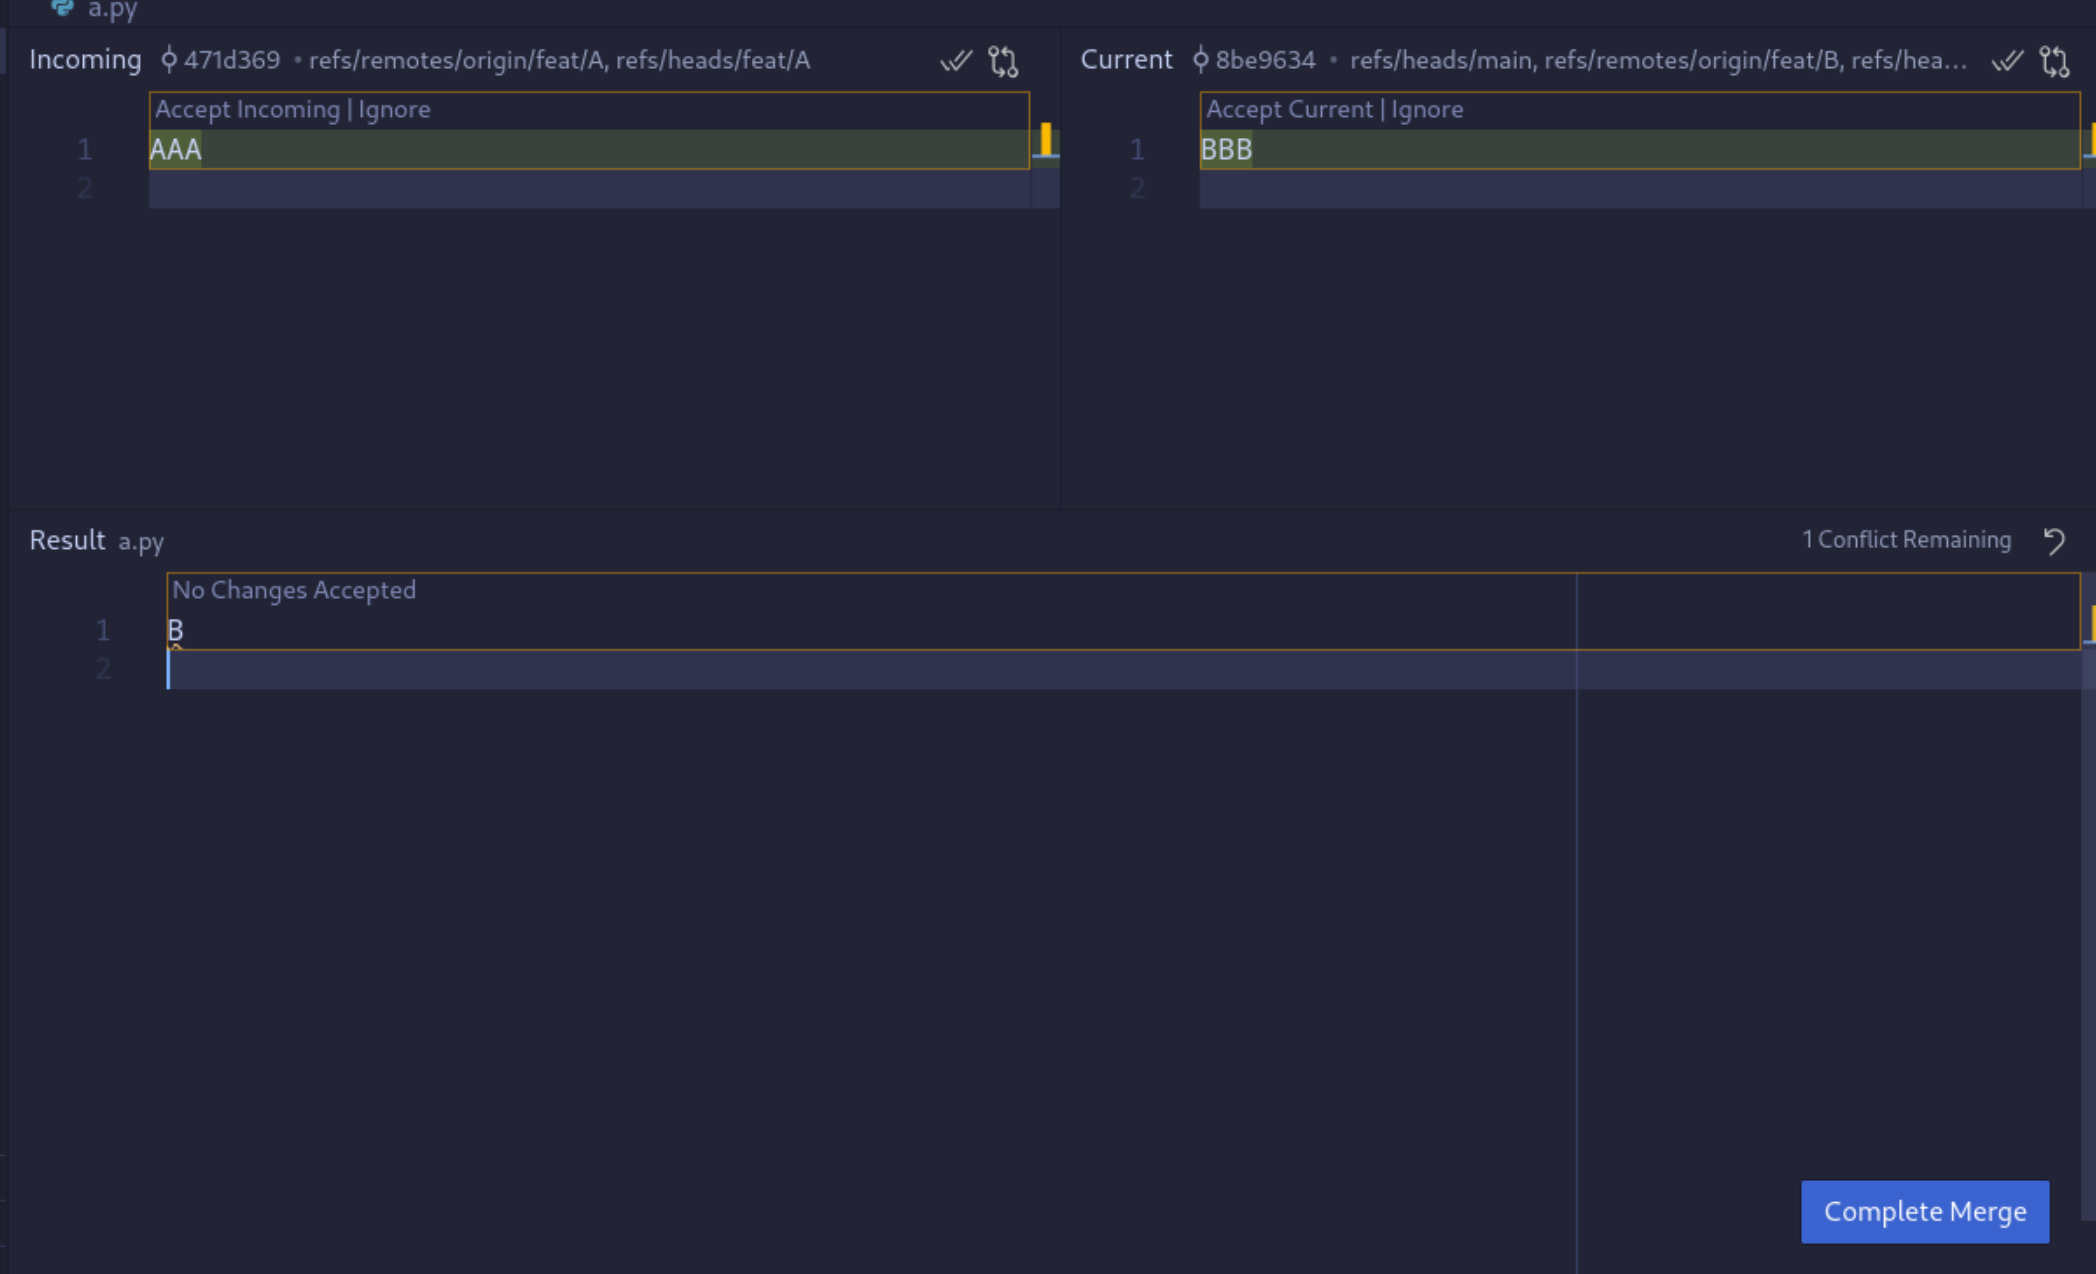 a.py
Incoming 471d369 • refs/remotes/origin/feat/A, refs/heads/feat/A
Accept Incoming | Ignore
1 AAA
2
Current 8be9634 • refs/heads/main, refs/remotes/origin/feat/B, refs/hea...
Accept Current | Ignore
1 BBB
2
Result a.py
1 Conflict Remaining
No Changes Accepted
1 B
2
Complete Merge